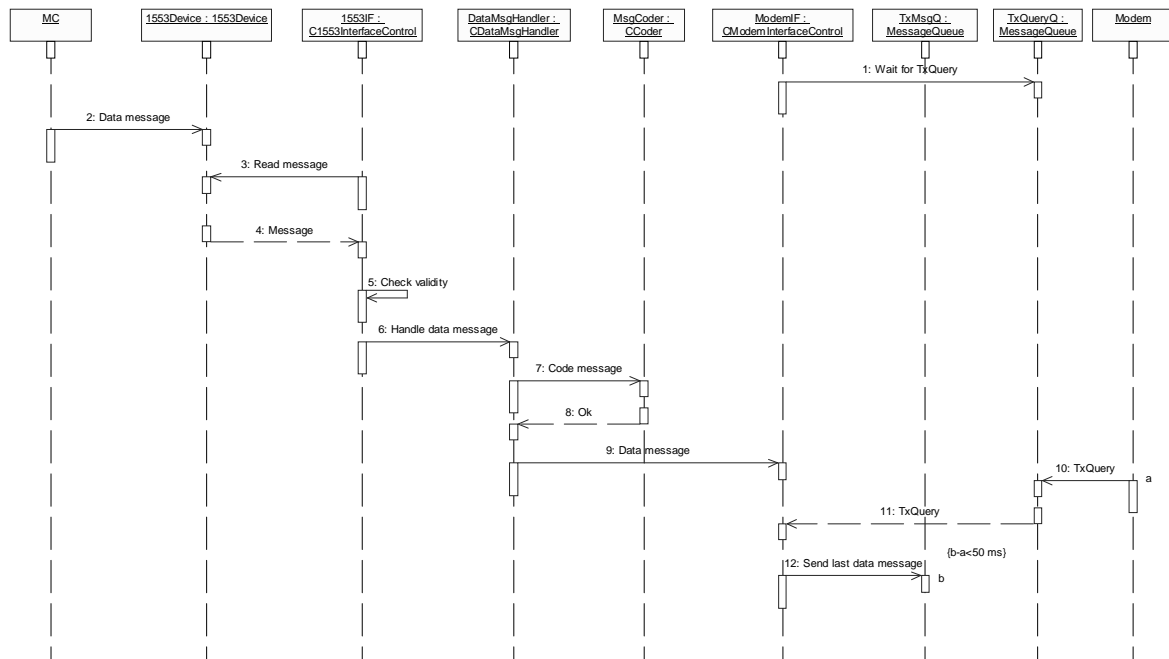 MC
1553Device : 1553Device
1553IF :
C1553InterfaceControl
DataMsgHandler :
CDataMsgHandler
MsgCoder :
CCoder
ModemIF :
CModemInterfaceControl
TxMsgQ :
MessageQueue
TxQueryQ :
MessageQueue
Modem
1: Wait for TxQuery
2: Data message
3: Read message
4: Message
5: Check validity
6: Handle data message
7: Code message
8: Ok
9: Data message
10: TxQuery
a
11: TxQuery
{b-a<50 ms}
12: Send last data message
b